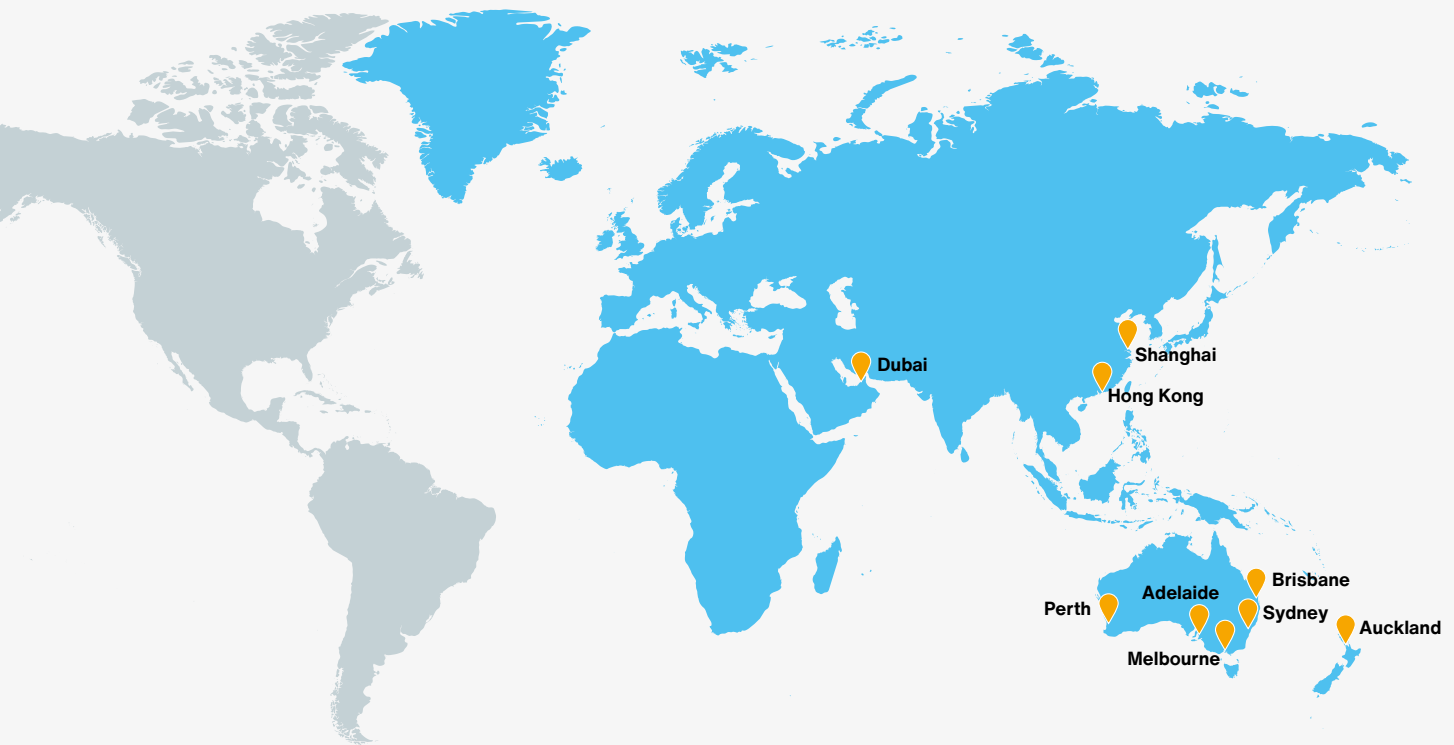 Shanghai
Dubai
Hong Kong
Brisbane
Adelaide
Perth
Sydney
Auckland
Melbourne